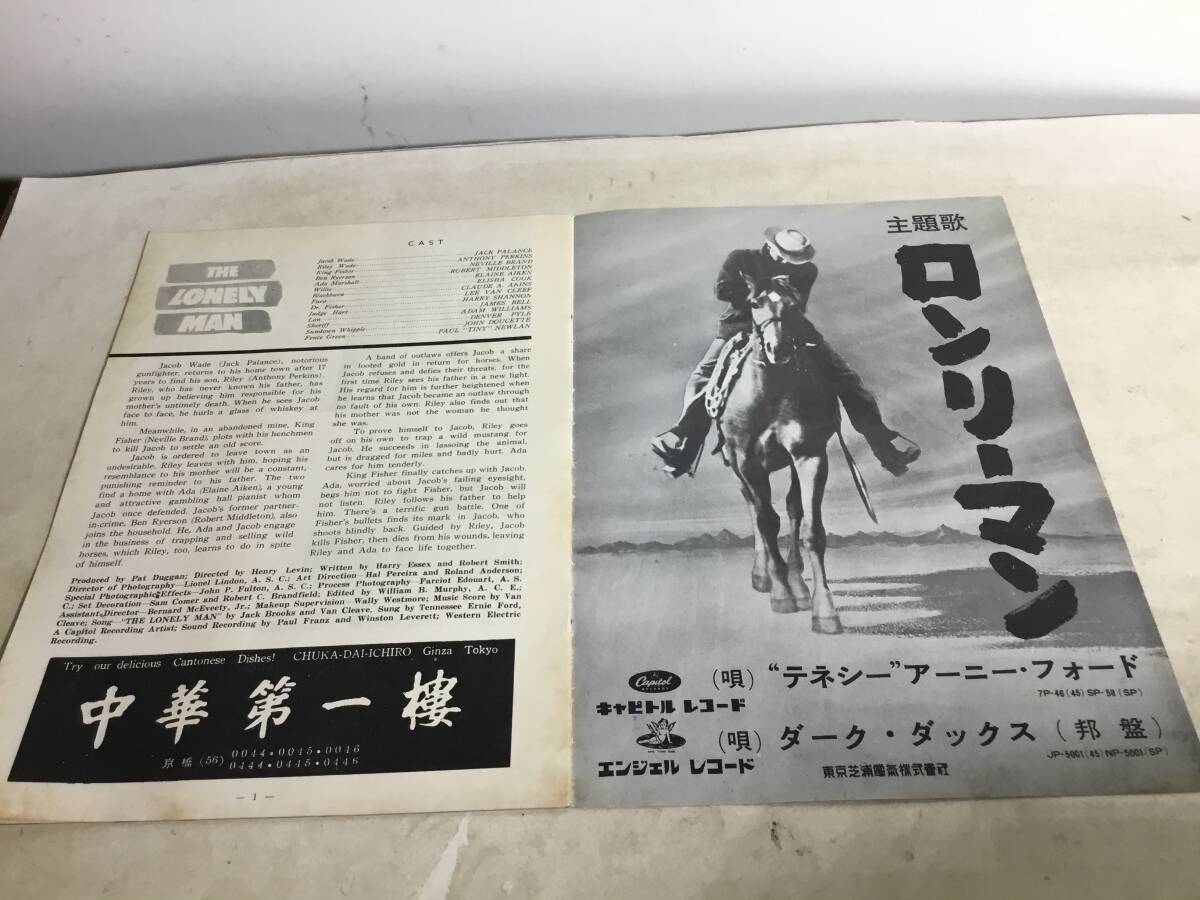 THE
LONELY
MAN
CAST
Jacob Wade JACK PALANCE
Riley Wade ANTHONY PERKINS
King Fisher NEVILLE BRAND
Ben Ryerson ROBERT MIDDLETON
Ada Marshall ELAINE AIKEN
Willie ELISHA COOK
Blackburn CLAUDE A. AKINS
Faro LEE VAN CLEEF
Dr. Fisher HARRY SHANNON
Judge Hart JAMES BELL
Lon ADAM WILLIAMS
Sheriff DENVER PYLE
Sundown Whipple JOHN DOUCETTE
Fence Green PAUL "TINY" NEWLAN
Jacob Wade (Jack Palance), notorious
gunfighter, returns to his home town after 17
years to find his son, Riley (Anthony Perkins).
Riley, who has never known his father, has
grown up believing him responsible for his
mother's untimely death. When he sees Jacob
face to face, he hurls a glass of whiskey at
him.
Meanwhile, in an abandoned mine, King
Fisher (Neville Brand), plots with his henchmen
to kill Jacob to settle an old score.
Jacob is ordered to leave town as an
undesirable. Riley leaves with him, hoping his
resemblance to his mother will be a constant,
punishing reminder to his father. The two
find a home with Ada (Elaine Aiken), a young
and attractive gambling hall pianist whom
Jacob once defended. Jacob's former partner-
in-crime, Ben Ryerson (Robert Middleton), also
joins the household. He, Ada and Jacob engage
in the business of trapping and selling wild
horses, which Riley, too, learns to do in spite
of himself.
A band of outlaws offers Jacob a share
in looted gold in return for horses. When
Jacob refuses and defies their threats, for the
first time Riley sees his father in a new light.
His regard for him is further heightened when
he learns that Jacob became an outlaw through
no fault of his own. Riley also finds out that
his mother was not the woman he thought
she was.
To prove himself to Jacob, Riley goes
off on his own to trap a wild mustang for
Jacob. He succeeds in lassoing the animal,
but is dragged for miles and badly hurt. Ada
cares for him tenderly.
King Fisher finally catches up with Jacob.
Ada, worried about Jacob's failing eyesight,
begs him not to fight Fisher, but Jacob will
not listen. Riley follows his father to help
him. There's a terrific gun battle. One of
Fisher's bullets finds its mark in Jacob, who
shoots blindly back. Guided by Riley, Jacob
kills Fisher, then dies from his wounds, leaving
Riley and Ada to face life together.
Produced by Pat Duggan; Directed by Henry Levin; Written by Harry Essex and Robert Smith;
Director of Photography—Lionel Lindon, A. S. C.; Art Direction—Hal Pereira and Roland Anderson;
Special Photographic Effects—John P. Fulton, A. S. C.; Process Photography—Farciot Edouart, A. S.
C.; Set Decoration—Sam Comer and Robert C. Brandfield; Edited by William B. Murphy, A. C. E.;
Assistant Director—Bernard McEveety, Jr.; Makeup Supervision—Wally Westmore; Music Score by Van
Cleave; Song—"THE LONELY MAN" by Jack Brooks and Van Cleave, Sung by Tennessee Ernie Ford,
A Capitol Recording Artist; Sound Recording by Paul Franz and Winston Leverett; Western Electric
Recording.
Try our delicious Cantonese Dishes! CHUKA-DAI-ICHIRO Ginza Tokyo
中華第一樓
京橋 (56) 0044・0045・0046
0444・0445・0446
— 1 —
主題歌
ロンリーマン
Capitol
RECORDS
キャピトル レコード
(唄) “テネシー”アーニー・フォード
7P-46(45) SP-58 (SP)
エンジェル レコード
(唄) ダーク・ダックス (邦盤)
JP-5001(45) NP-5001(SP)
東京芝浦電氣株式會社